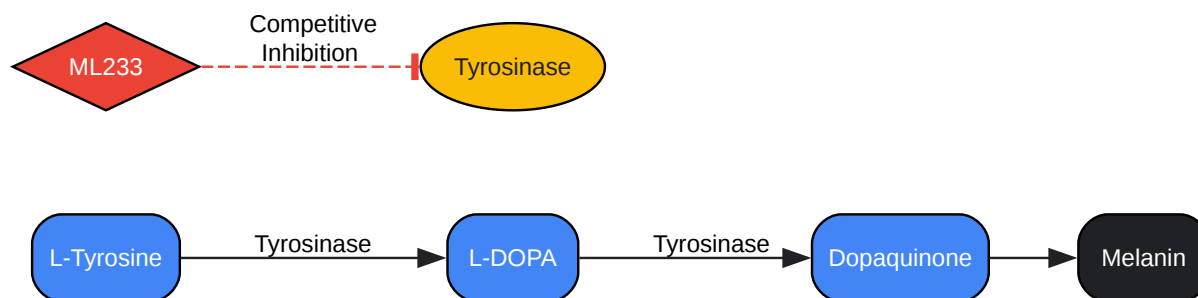 Competitive
Inhibition
ML233
Tyrosinase
L-Tyrosine
Tyrosinase
L-DOPA
Tyrosinase
Dopaquinone
Melanin